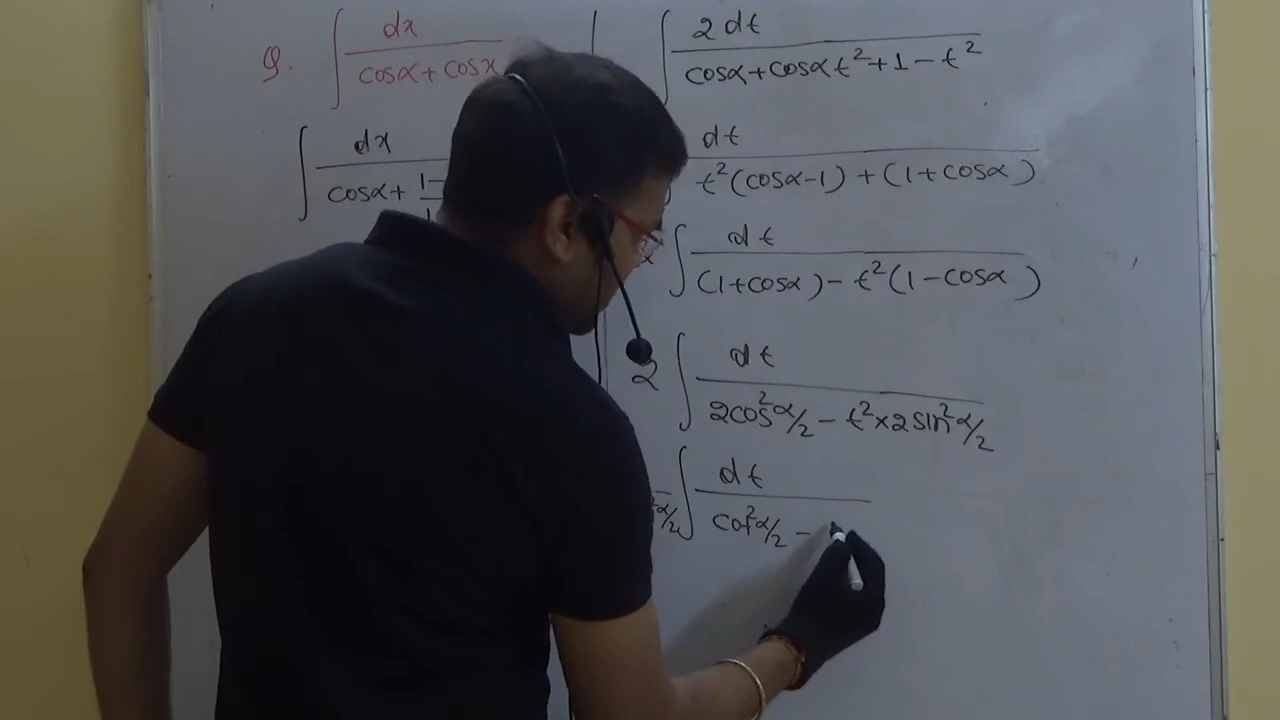 Q. ∫ dx / (cosα + cosx
∫ dx / (cosα + 1-
∫ 2dt / (cosα + cosα t² + 1 - t²)
dt / (t²(cosα-1) + (1+cosα))
∫ dt / ((1+cosα) - t²(1-cosα))
2 ∫ dt / (2cos²α/2 - t²×2sin²α/2)
α/2 ∫ dt / (cot²α/2 -